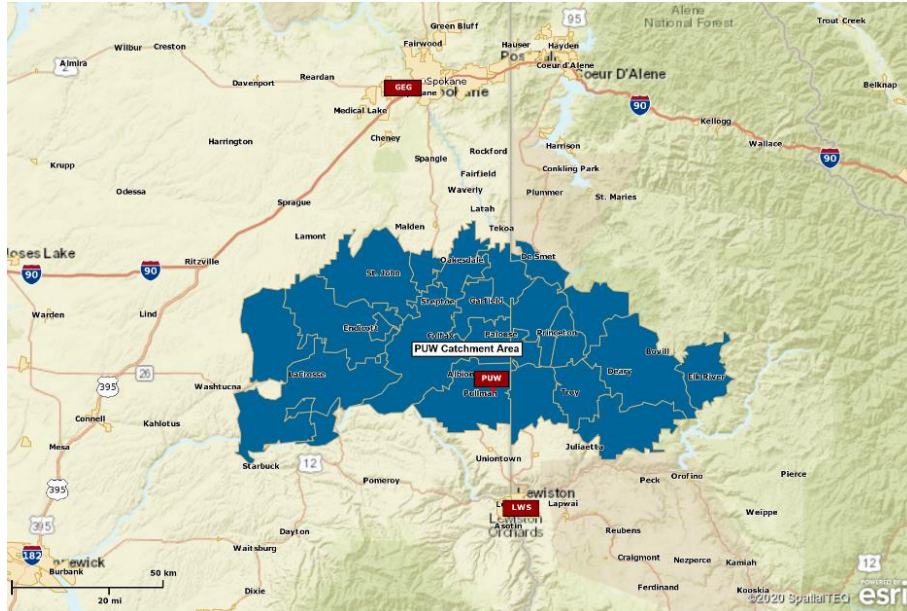 95
Alene
National Forest
Trout Creek
Green Bluff
Fairwood
Hauser
Hayden
Wilbur
Creston
Almira
2
Coeur d'Alene
Coeur D'Alene
Spokane
Reardan
Davenport
GEG
Belknap
Medical Lake
90
Kellogg
Cheney
Harrington
Rockford
Harrison
Wallace
90
Spangle
Krupp
Fairfield
Conkling Park
Odessa
Waverly
Plummer
St. Maries
Sprague
Latah
Malden
Tekoa
Lamont
oses Lake
Ritzville
Oakesdale
De Smet
90
90
St. John
Steptoe
Garfield
Warden
Lind
Endicott
Colfax
Palouse
Princeton
PUW Catchment Area
Bovill
26
LaCrosse
Albion
PUW
Deary
Elk River
395
Washtucna
Pullman
Troy
Connell
Kahlotus
Mesa
Juliaetta
Starbuck
12
Uniontown
395
Pomeroy
Peck
Orofino
Pierce
Lewiston
LWS
Lapwai
Weippe
395
Lewiston
Orchards
Asotin
Dayton
Reubens
182
Waitsburg
newick
Burbank
Craigmont
Nezperce
Kamiah
12
50 km
Dixie
Ferdinand
Kooskia
20 mi
©2020 SpatialTEQ
POWERED BY
esri